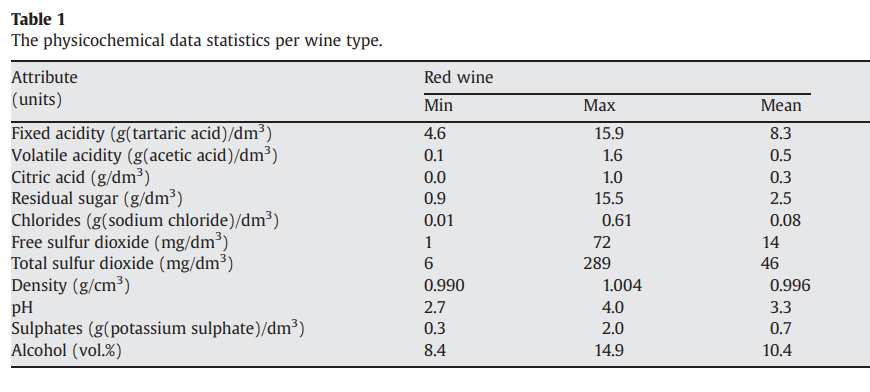 Table 1
The physicochemical data statistics per wine type.
Attribute Red wine
(units)
Min Max Mean
Fixed acidity (g(tartaric acid)/dm³) 4.6 15.9 8.3
Volatile acidity (g(acetic acid)/dm³) 0.1 1.6 0.5
Citric acid (g/dm³) 0.0 1.0 0.3
Residual sugar (g/dm³) 0.9 15.5 2.5
Chlorides (g(sodium chloride)/dm³) 0.01 0.61 0.08
Free sulfur dioxide (mg/dm³) 1 72 14
Total sulfur dioxide (mg/dm³) 6 289 46
Density (g/cm³) 0.990 1.004 0.996
pH 2.7 4.0 3.3
Sulphates (g(potassium sulphate)/dm³) 0.3 2.0 0.7
Alcohol (vol.%) 8.4 14.9 10.4